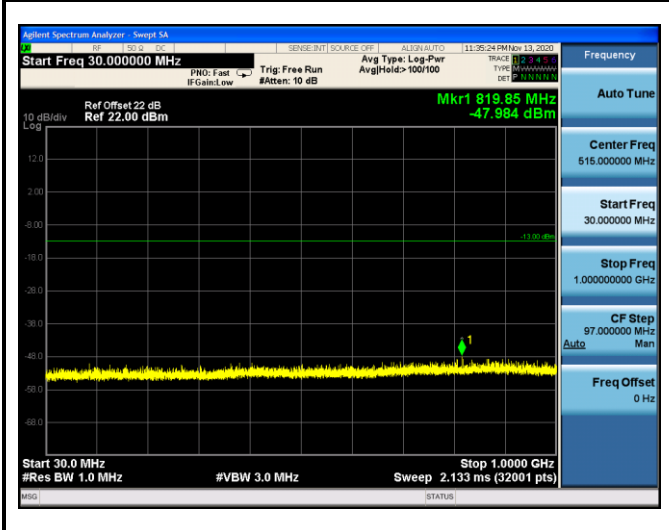 Agilent Spectrum Analyzer - Swept SA
RF 50 Ω DC SENSE:INT SOURCE OFF ALIGN AUTO 11:35:24 PM Nov 13, 2020
Start Freq 30.000000 MHz
PNO: Fast
IFGain:Low
Trig: Free Run
#Atten: 10 dB
Avg Type: Log-Pwr
Avg|Hold:> 100/100
TRACE 1 2 3 4 5 6
TYPE M WWWWW
DET P N N N N N
Frequency
Mkr1 819.85 MHz
-47.984 dBm
Ref Offset 22 dB
10 dB/div Ref 22.00 dBm
Log
12.0
2.00
-8.00
-13.00 dBm
-18.0
-28.0
-38.0
1
-48.0
-58.0
-68.0
Start 30.0 MHz Stop 1.0000 GHz
#Res BW 1.0 MHz #VBW 3.0 MHz Sweep 2.133 ms (32001 pts)
MSG STATUS
Auto Tune
Center Freq
515.000000 MHz
Start Freq
30.000000 MHz
Stop Freq
1.000000000 GHz
CF Step
97.000000 MHz
Auto Man
Freq Offset
0 Hz